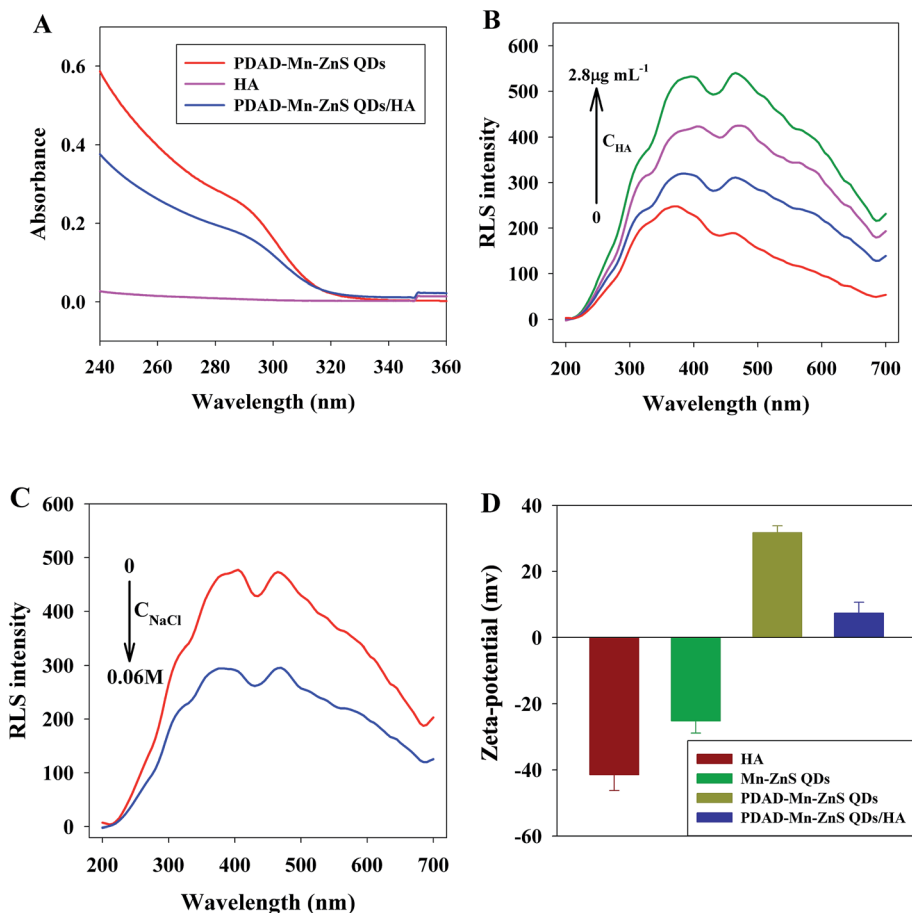 A
0.6
0.4
0.2
0.0
Absorbance
PDAD-Mn-ZnS QDs
HA
PDAD-Mn-ZnS QDs/HA
240 260 280 300 320 340 360
Wavelength (nm)
B
600
500
400
300
200
100
0
RLS intensity
2.8μg mL⁻¹
C_HA
0
200 300 400 500 600 700
Wavelength (nm)
C
600
500
400
300
200
100
0
RLS intensity
0
C_NaCl
0.06M
200 300 400 500 600 700
Wavelength (nm)
D
40
20
0
-20
-40
-60
Zeta-potential (mv)
HA
Mn-ZnS QDs
PDAD-Mn-ZnS QDs
PDAD-Mn-ZnS QDs/HA